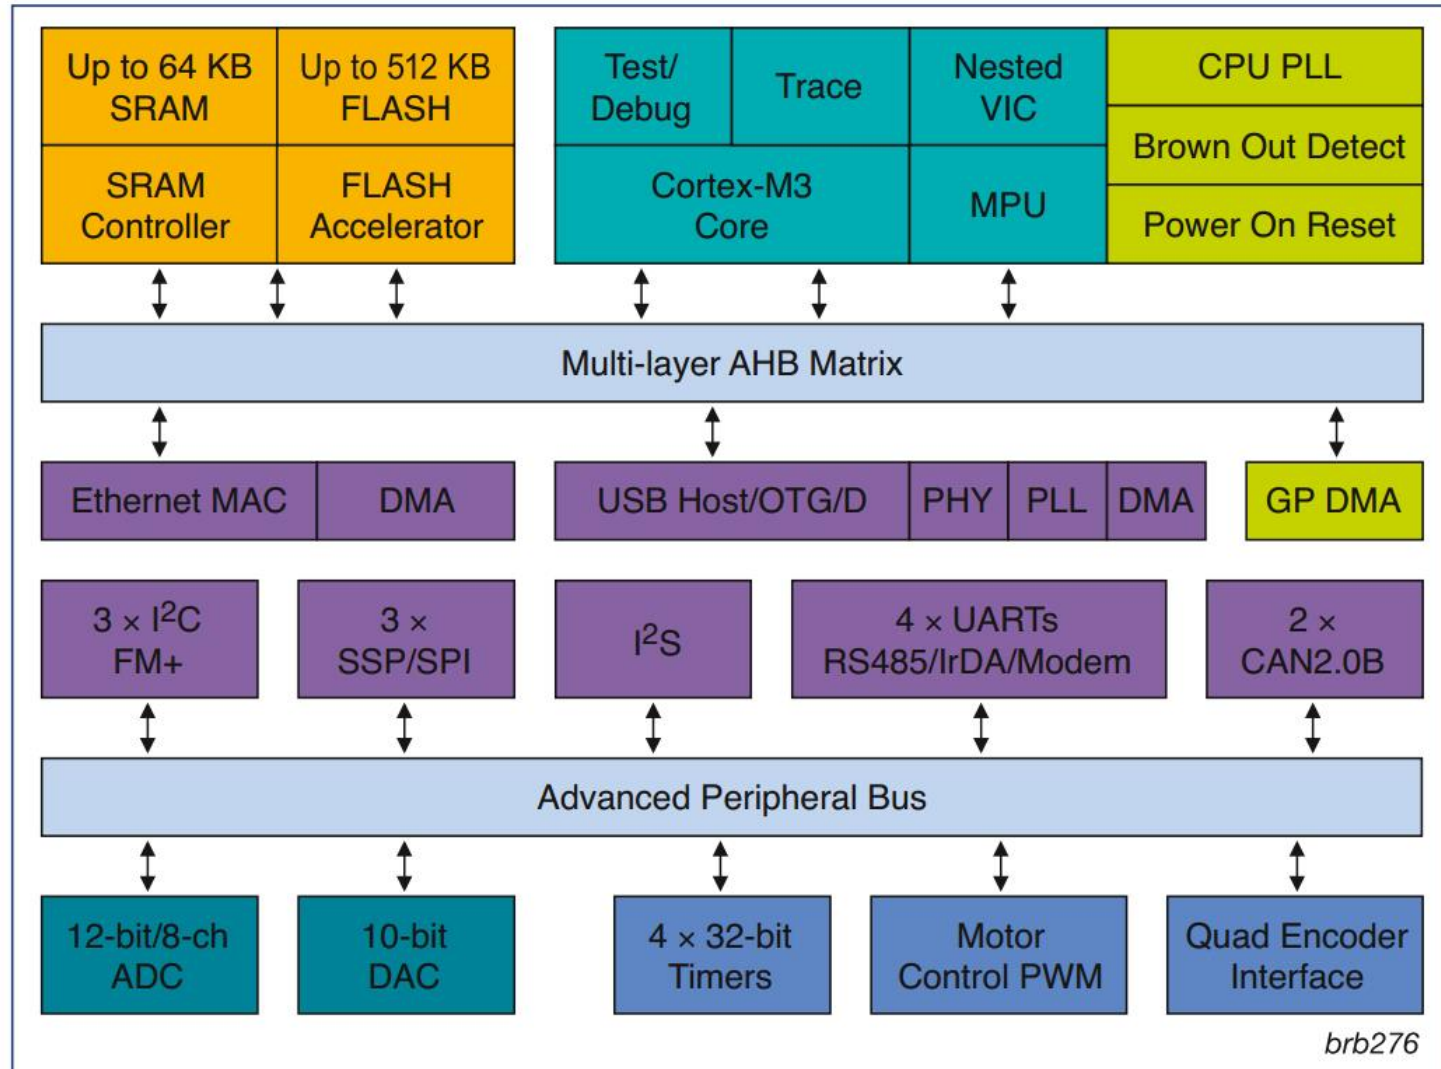 Up to 64 KB
SRAM
Up to 512 KB
FLASH
Test/
Debug
Trace
Nested
VIC
CPU PLL
Brown Out Detect
Power On Reset
SRAM
Controller
FLASH
Accelerator
Cortex-M3
Core
MPU
Multi-layer AHB Matrix
Ethernet MAC
DMA
USB Host/OTG/D
PHY
PLL
DMA
GP DMA
3 × I²C
FM+
3 ×
SSP/SPI
I²S
4 × UARTs
RS485/IrDA/Modem
2 ×
CAN2.0B
Advanced Peripheral Bus
12-bit/8-ch
ADC
10-bit
DAC
4 × 32-bit
Timers
Motor
Control PWM
Quad Encoder
Interface
brb276